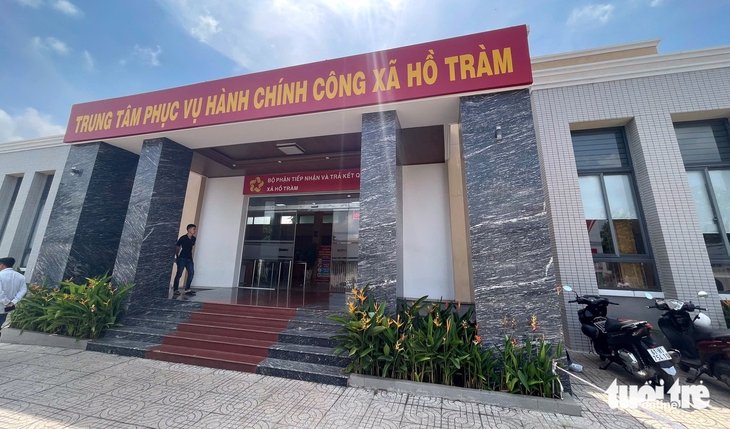 TRUNG TÂM PHỤC VỤ HÀNH CHÍNH CÔNG XÃ HỒ TRÀM
BỘ PHẬN TIẾP NHẬN VÀ TRẢ KẾT Q
XÃ HỒ TRÀM
tuổi trẻ